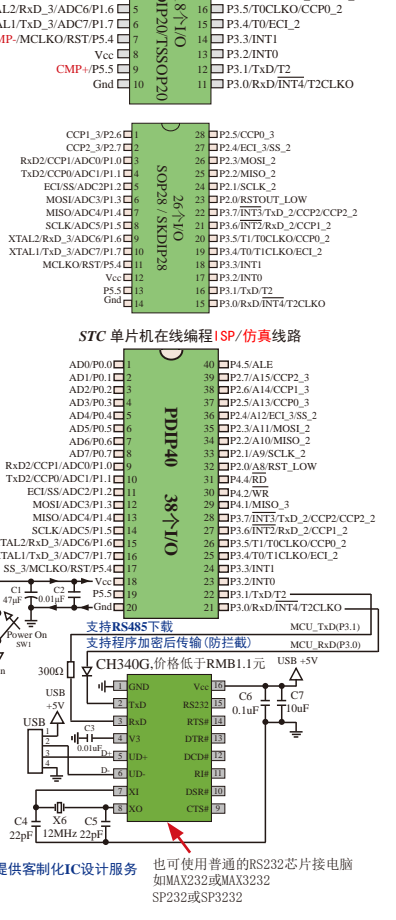 AL2/RxD_3/ADC6/P1.6 5 16 P3.5/T0CLKO/CCP0_2
AL1/TxD_3/ADC7/P1.7 6 15 P3.4/T0/ECI_2
MP-/MCLKO/RST/P5.4 7 14 P3.3/INT1
Vcc 8 13 P3.2/INT0
CMP+/P5.5 9 12 P3.1/TxD/T2
Gnd 10 11 P3.0/RxD/INT4/T2CLKO
DIP20/TSSOP20
8个I/O
CCP1_3/P2.6 1 28 P2.5/CCP0_3
CCP2_3/P2.7 2 27 P2.4/ECI_3/SS_2
RxD2/CCP1/ADC0/P1.0 3 26 P2.3/MOSI_2
TxD2/CCP0/ADC1/P1.1 4 25 P2.2/MISO_2
ECI/SS/ADC2P1.2 5 24 P2.1/SCLK_2
MOSI/ADC3/P1.3 6 23 P2.0/RSTOUT_LOW
MISO/ADC4/P1.4 7 22 P3.7/INT3/TxD_2/CCP2/CCP2_2
SCLK/ADC5/P1.5 8 21 P3.6/INT2/RxD_2/CCP1_2
XTAL2/RxD_3/ADC6/P1.6 9 20 P3.5/T1/T0CLKO/CCP0_2
XTAL1/TxD_3/ADC7/P1.7 10 19 P3.4/T0/T1CLKO/ECI_2
MCLKO/RST/P5.4 11 18 P3.3/INT1
Vcc 12 17 P3.2/INT0
P5.5 13 16 P3.1/TxD/T2
Gnd 14 15 P3.0/RxD/INT4/T2CLKO
SOP28 / SKDIP28
26个I/O
STC 单片机在线编程ISP/仿真线路
AD0/P0.0 1 40 P4.5/ALE
AD1/P0.1 2 39 P2.7/A15/CCP2_3
AD2/P0.2 3 38 P2.6/A14/CCP1_3
AD3/P0.3 4 37 P2.5/A13/CCP0_3
AD4/P0.4 5 36 P2.4/A12/ECI_3/SS_2
AD5/P0.5 6 35 P2.3/A11/MOSI_2
AD6/P0.6 7 34 P2.2/A10/MISO_2
AD7/P0.7 8 33 P2.1/A9/SCLK_2
RxD2/CCP1/ADC0/P1.0 9 32 P2.0/A8/RST_LOW
TxD2/CCP0/ADC1/P1.1 10 31 P4.4/RD
ECI/SS/ADC2/P1.2 11 30 P4.2/WR
MOSI/ADC3/P1.3 12 29 P4.1/MISO_3
MISO/ADC4/P1.4 13 28 P3.7/INT3/TxD_2/CCP2/CCP2_2
SCLK/ADC5/P1.5 14 27 P3.6/INT2/RxD_2/CCP1_2
TAL2/RxD_3/ADC6/P1.6 15 26 P3.5/T1/T0CLKO/CCP0_2
TAL1/TxD_3/ADC7/P1.7 16 25 P3.4/T0/T1CLKO/ECI_2
SS_3/MCLKO/RST/P5.4 17 24 P3.3/INT1
Vcc 18 23 P3.2/INT0
P5.5 19 22 P3.1/TxD/T2
Gnd 20 21 P3.0/RxD/INT4/T2CLKO
PDIP40
38个I/O
C1 47μF C2 0.01μF
Power On
SW1
支持RS485下载 MCU_TxD(P3.1)
支持程序加密后传输(防拦截) MCU_RxD(P3.0)
CH340G,价格低于RMB1.1元
USB +5V
300Ω
USB +5V
USB
1
2
3
4
D+
D-
C3
0.01uF
1 GND Vcc 16
2 TxD RS232 15
3 RxD RTS# 14
4 V3 DTR# 13
5 UD+ DCD# 12
6 UD- RI# 11
7 XI DSR# 10
8 XO CTS# 9
C6 0.1uF
C7 10uF
C4 22pF
X6 12MHz
C5 22pF
提供客制化IC设计服务
也可使用普通的RS232芯片接电脑
如MAX232或MAX3232
SP232或SP3232